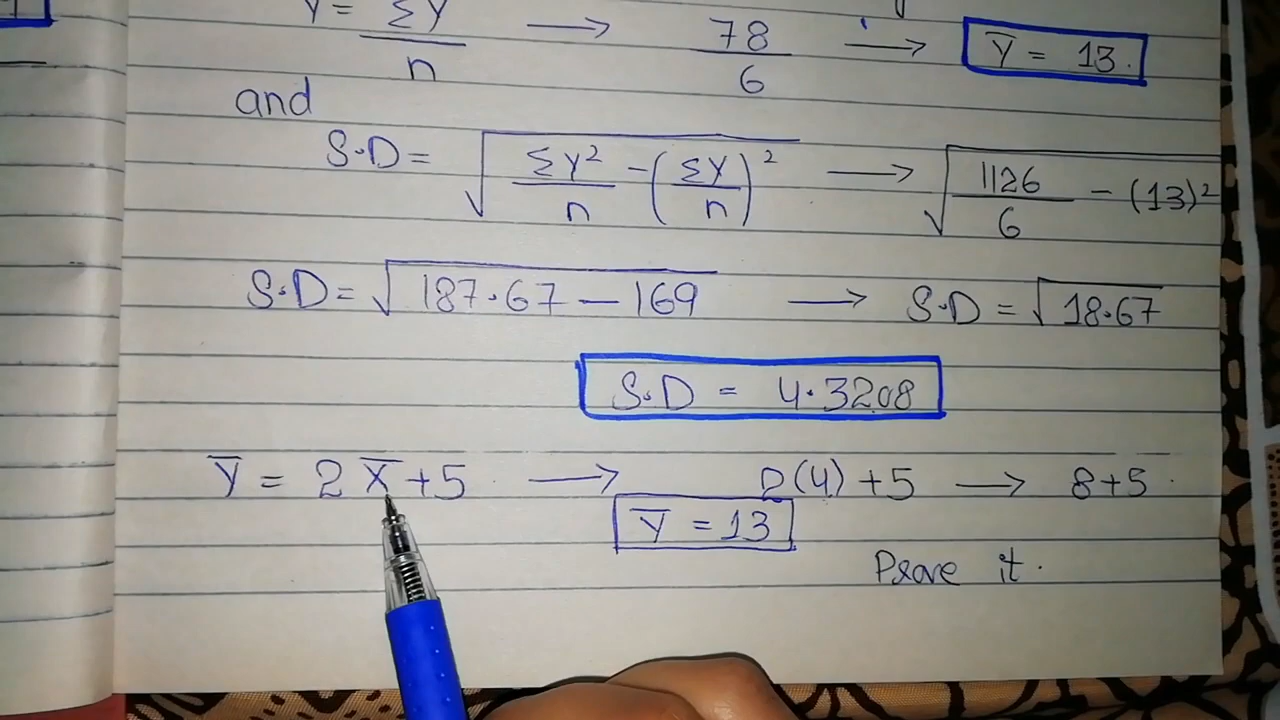 Y̅ = ΣY/n → 78/6 → Y̅ = 13.
and
S.D = √(ΣY²/n - (ΣY/n)²) → √(1126/6 - (13)²)
S.D = √(187.67 - 169) → S.D = √18.67
S.D = 4.3208
Y̅ = 2X̅ + 5 → 2(4) + 5 → 8+5.
Y̅ = 13
Prove it.